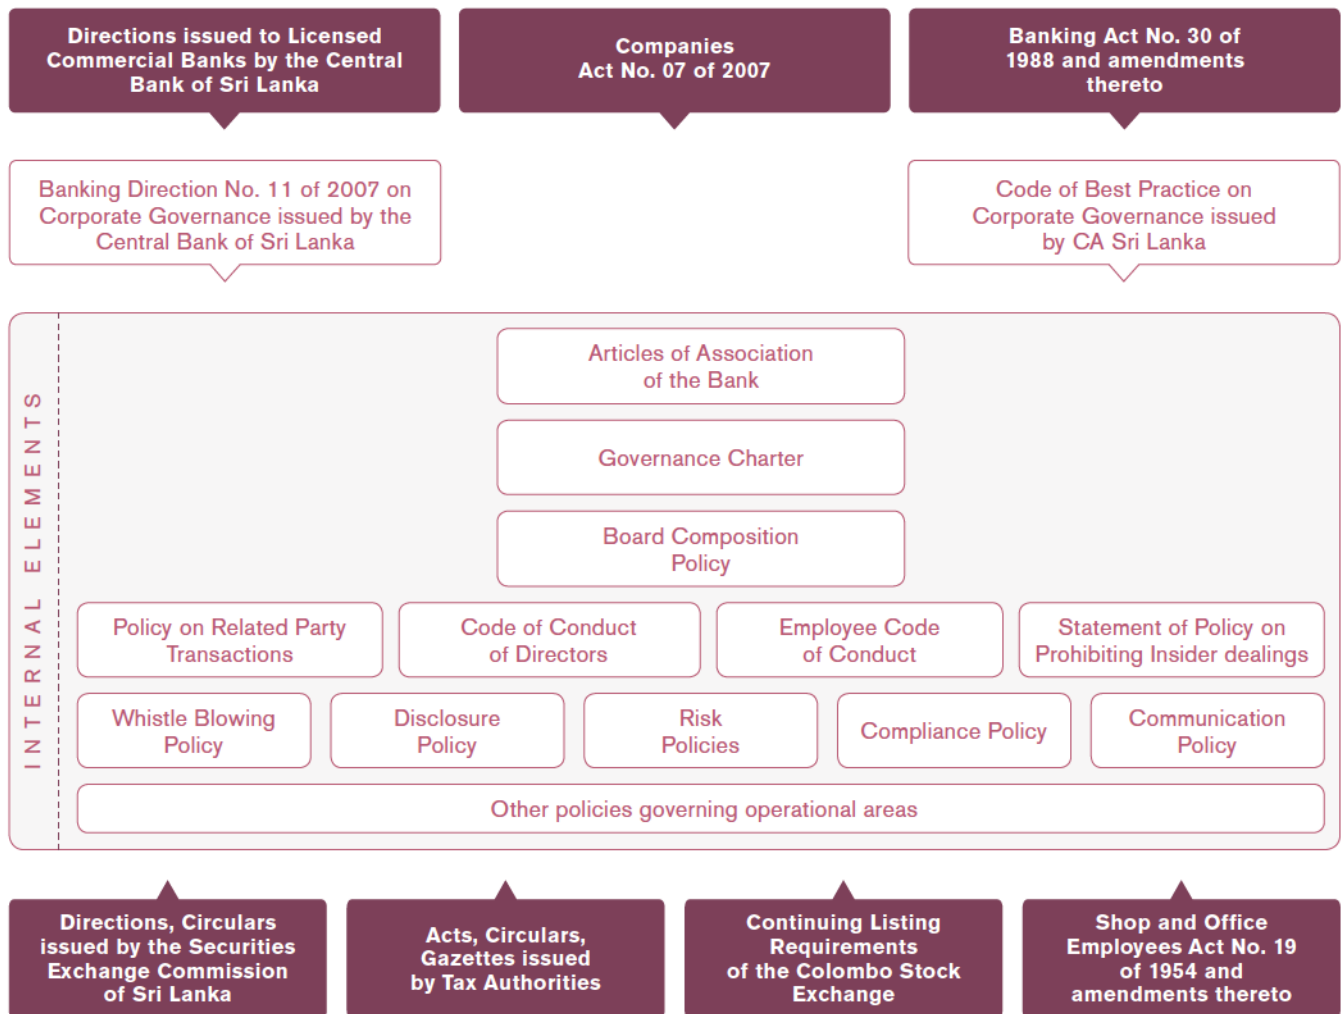 Directions issued to Licensed
Commercial Banks by the Central
Bank of Sri Lanka
Companies
Act No. 07 of 2007
Banking Act No. 30 of
1988 and amendments
thereto
Banking Direction No. 11 of 2007 on
Corporate Governance issued by the
Central Bank of Sri Lanka
Code of Best Practice on
Corporate Governance issued
by CA Sri Lanka
INTERNAL ELEMENTS
Articles of Association
of the Bank
Governance Charter
Board Composition
Policy
Policy on Related Party
Transactions
Code of Conduct
of Directors
Employee Code
of Conduct
Statement of Policy on
Prohibiting Insider dealings
Whistle Blowing
Policy
Disclosure
Policy
Risk
Policies
Compliance Policy
Communication
Policy
Other policies governing operational areas
Directions, Circulars
issued by the Securities
Exchange Commission
of Sri Lanka
Acts, Circulars,
Gazettes issued
by Tax Authorities
Continuing Listing
Requirements
of the Colombo Stock
Exchange
Shop and Office
Employees Act No. 19
of 1954 and
amendments thereto